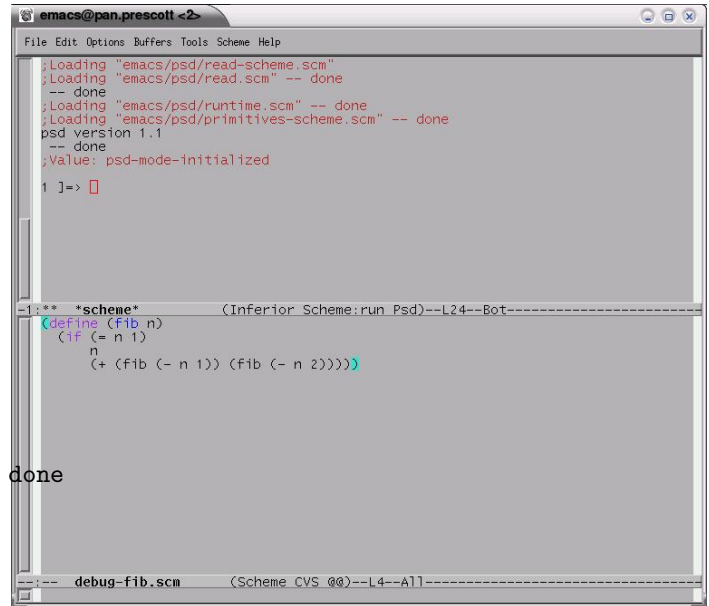 emacs@pan.prescott <2>
File Edit Options Buffers Tools Scheme Help
;Loading "emacs/psd/read-scheme.scm"
;Loading "emacs/psd/read.scm" -- done
-- done
;Loading "emacs/psd/runtime.scm" -- done
;Loading "emacs/psd/primitives-scheme.scm" -- done
psd version 1.1
-- done
;Value: psd-mode-initialized
1 ]=>
-1:** *scheme* (Inferior Scheme:run Psd)--L24--Bot------------------------
(define (fib n)
(if (= n 1)
n
(+ (fib (- n 1)) (fib (- n 2)))))
done
--:-- debug-fib.scm (Scheme CVS @@)--L4--All----------------------------------